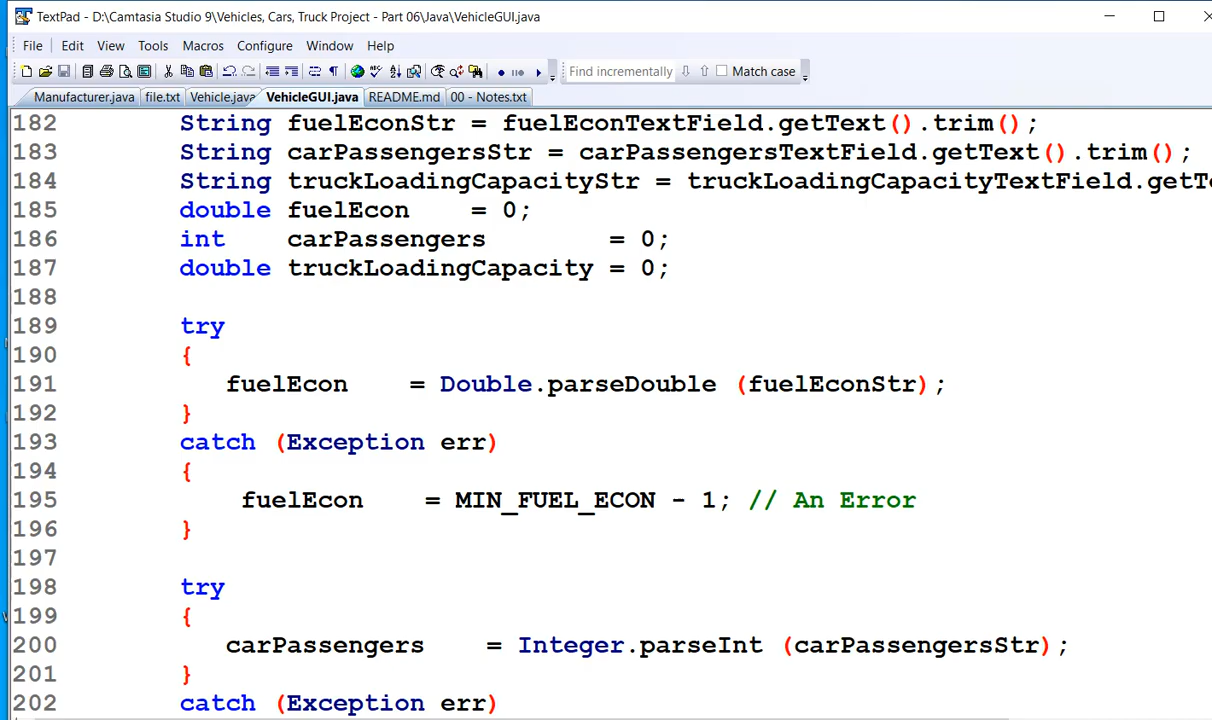 TextPad - D:\Camtasia Studio 9\Vehicles, Cars, Truck Project - Part 06\Java\VehicleGUI.java
File Edit View Tools Macros Configure Window Help
Find incrementally Match case
Manufacturer.java file.txt Vehicle.java VehicleGUI.java README.md 00 - Notes.txt
182 String fuelEconStr = fuelEconTextField.getText().trim();
183 String carPassengersStr = carPassengersTextField.getText().trim();
184 String truckLoadingCapacityStr = truckLoadingCapacityTextField.getT
185 double fuelEcon = 0;
186 int carPassengers = 0;
187 double truckLoadingCapacity = 0;
188
189 try
190 {
191 fuelEcon = Double.parseDouble (fuelEconStr);
192 }
193 catch (Exception err)
194 {
195 fuelEcon = MIN_FUEL_ECON - 1; // An Error
196 }
197
198 try
199 {
200 carPassengers = Integer.parseInt (carPassengersStr);
201 }
202 catch (Exception err)